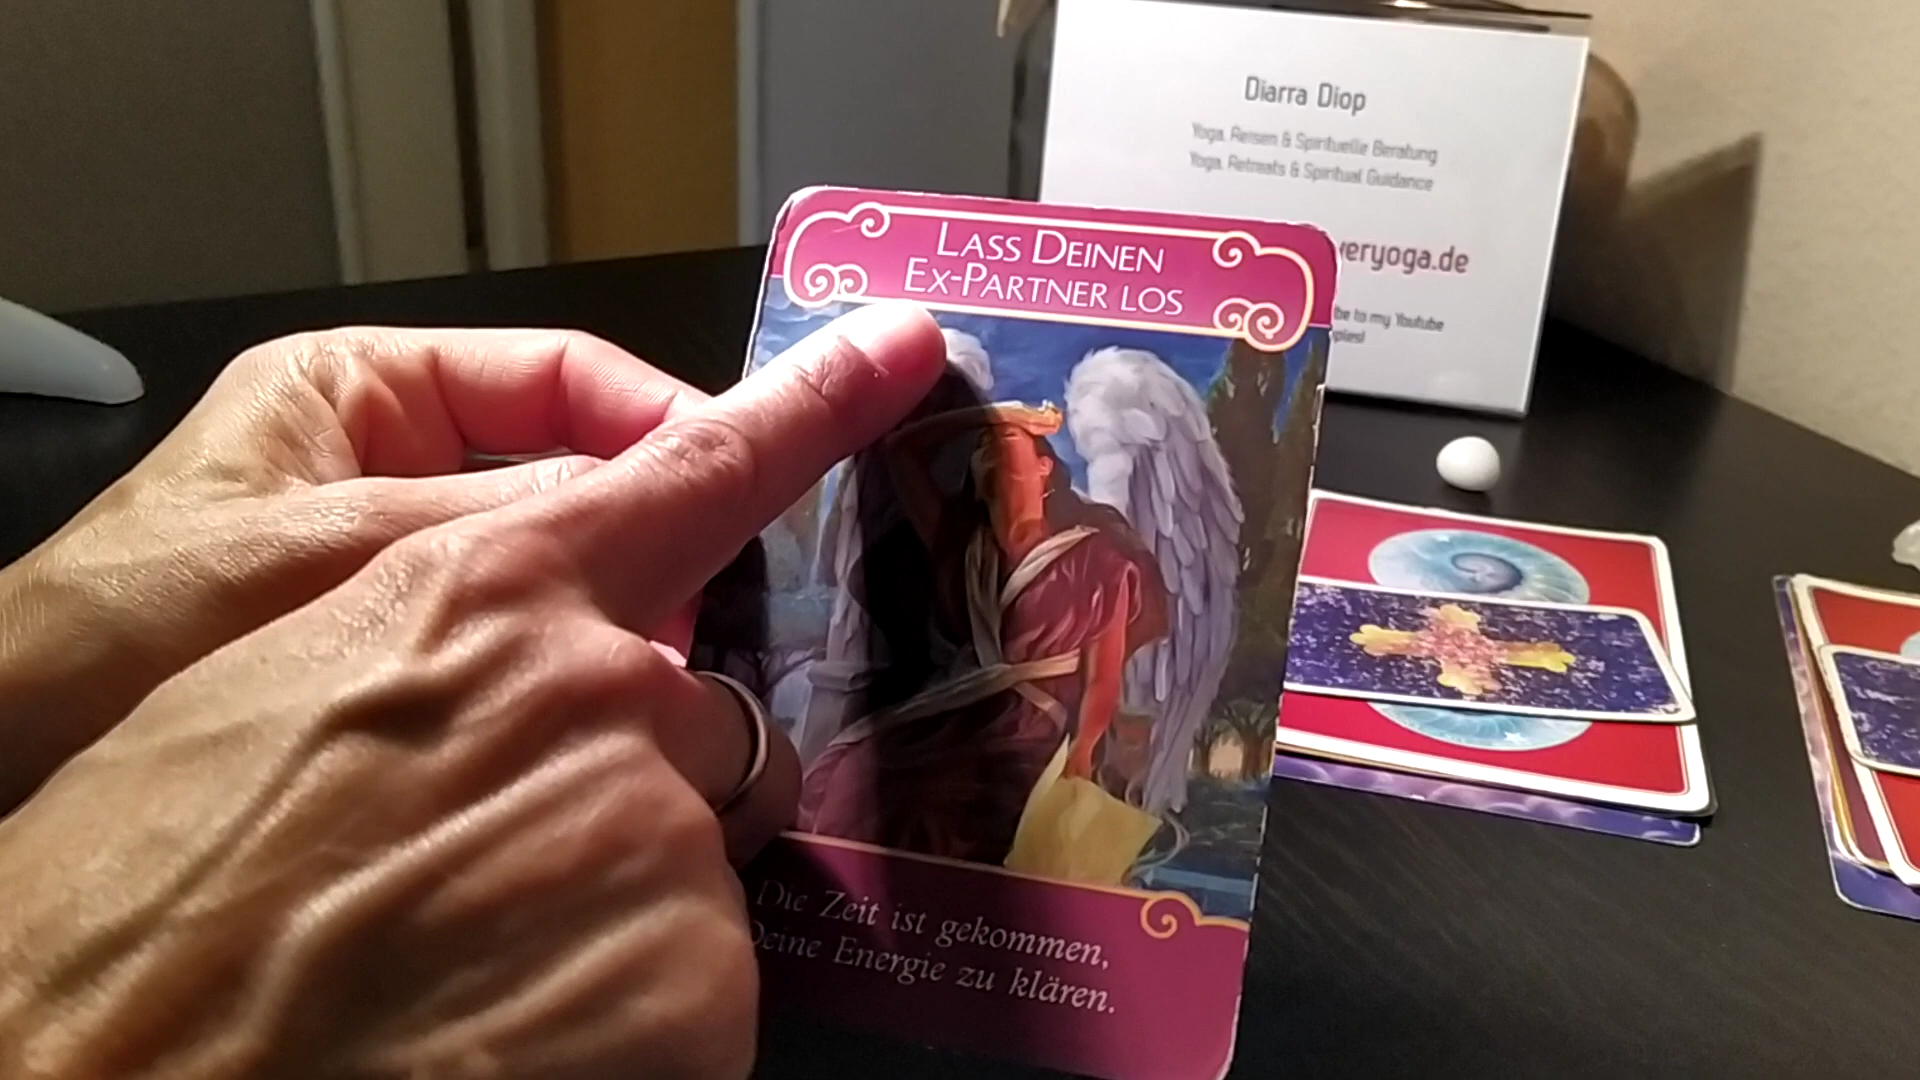 Diarra Diop
Yoga, Reisen & Spirituelle Beratung
Yoga, Retreats & Spiritual Guidance
veryoga.de
be to my Youtube
LASS DEINEN
EX-PARTNER LOS
Die Zeit ist gekommen,
Deine Energie zu klären.